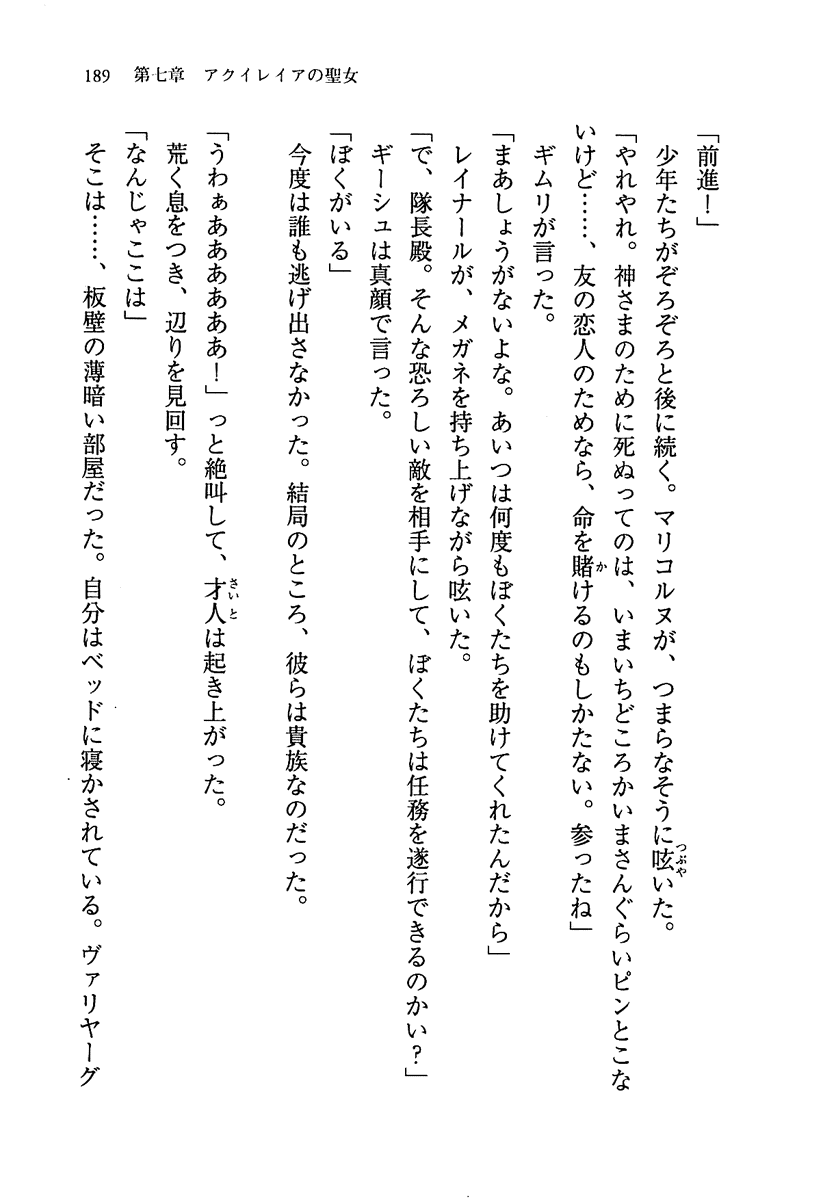 189　第七章　アクイレイアの聖女
「前進！」
　少年たちがぞろぞろと後に続く。マリコルヌが、つまらなそうに呟いた。
「やれやれ。神さまのために死ぬってのは、いまいちどころかいまさんぐらいピンとこな
いけど……、友の恋人のためなら、命を賭けるのもしかたない。参ったね」
　ギムリが言った。
「まあしょうがないよな。あいつは何度もぼくたちを助けてくれたんだから」
　レイナールが、メガネを持ち上げながら呟いた。
「で、隊長殿。そんな恐ろしい敵を相手にして、ぼくたちは任務を遂行できるのかい？」
　ギーシュは真顔で言った。
「ぼくがいる」
　今度は誰も逃げ出さなかった。結局のところ、彼らは貴族なのだった。
「うわぁあああああ！」っと絶叫して、才人は起き上がった。
　荒く息をつき、辺りを見回す。
「なんじゃここは」
　そこは……、板壁の薄暗い部屋だった。自分はベッドに寝かされている。ヴァリヤーグ